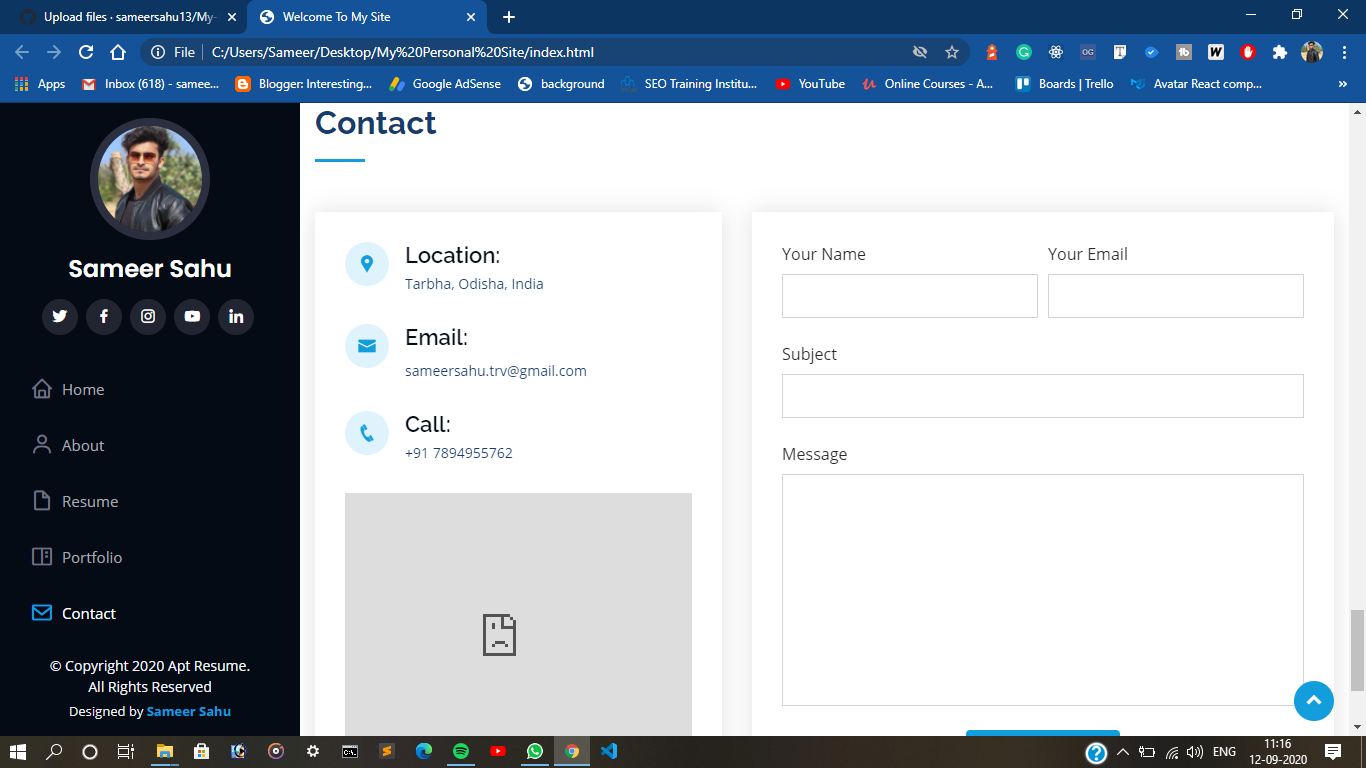 Upload files · sameersahu13/My-
Welcome To My Site
File
C:/Users/Sameer/Desktop/My%20Personal%20Site/index.html
OG
T
tb
W
Apps
Inbox (618) - samee...
Blogger: Interesting...
Google AdSense
background
SEO Training Institu...
YouTube
Online Courses - A...
Boards | Trello
Avatar React comp...
»
Sameer Sahu
Home
About
Resume
Portfolio
Contact
© Copyright 2020 Apt Resume.
All Rights Reserved
Designed by Sameer Sahu
Contact
Location:
Tarbha, Odisha, India
Email:
sameersahu.trv@gmail.com
Call:
+91 7894955762
Your Name
Your Email
Subject
Message
ENG
11:16
12-09-2020